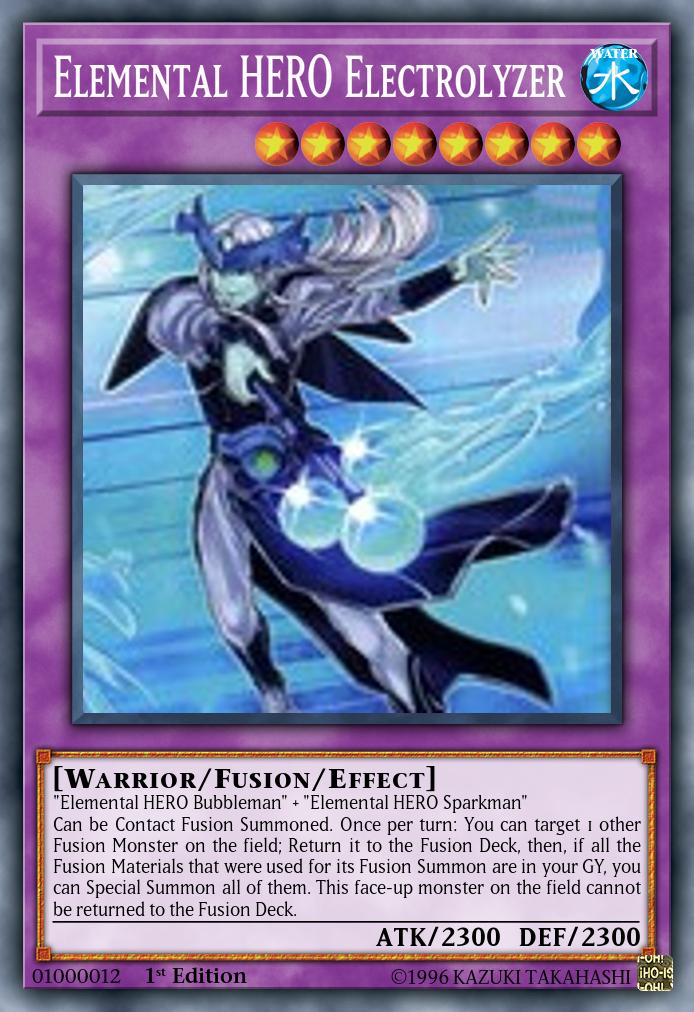 Elemental HERO Electrolyzer
WATER
水
[Warrior/Fusion/Effect]
"Elemental HERO Bubbleman" + "Elemental HERO Sparkman"
Can be Contact Fusion Summoned. Once per turn: You can target 1 other
Fusion Monster on the field; Return it to the Fusion Deck, then, if all the
Fusion Materials that were used for its Fusion Summon are in your GY, you
can Special Summon all of them. This face-up monster on the field cannot
be returned to the Fusion Deck.
ATK/2300 DEF/2300
01000012 1st Edition ©1996 KAZUKI TAKAHASHI